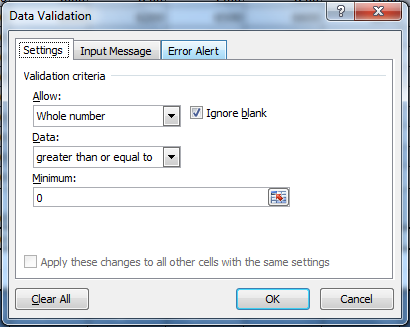 Data Validation
Settings Input Message Error Alert
Validation criteria
Allow:
Whole number Ignore blank
Data:
greater than or equal to
Minimum:
0
Apply these changes to all other cells with the same settings
Clear All OK Cancel